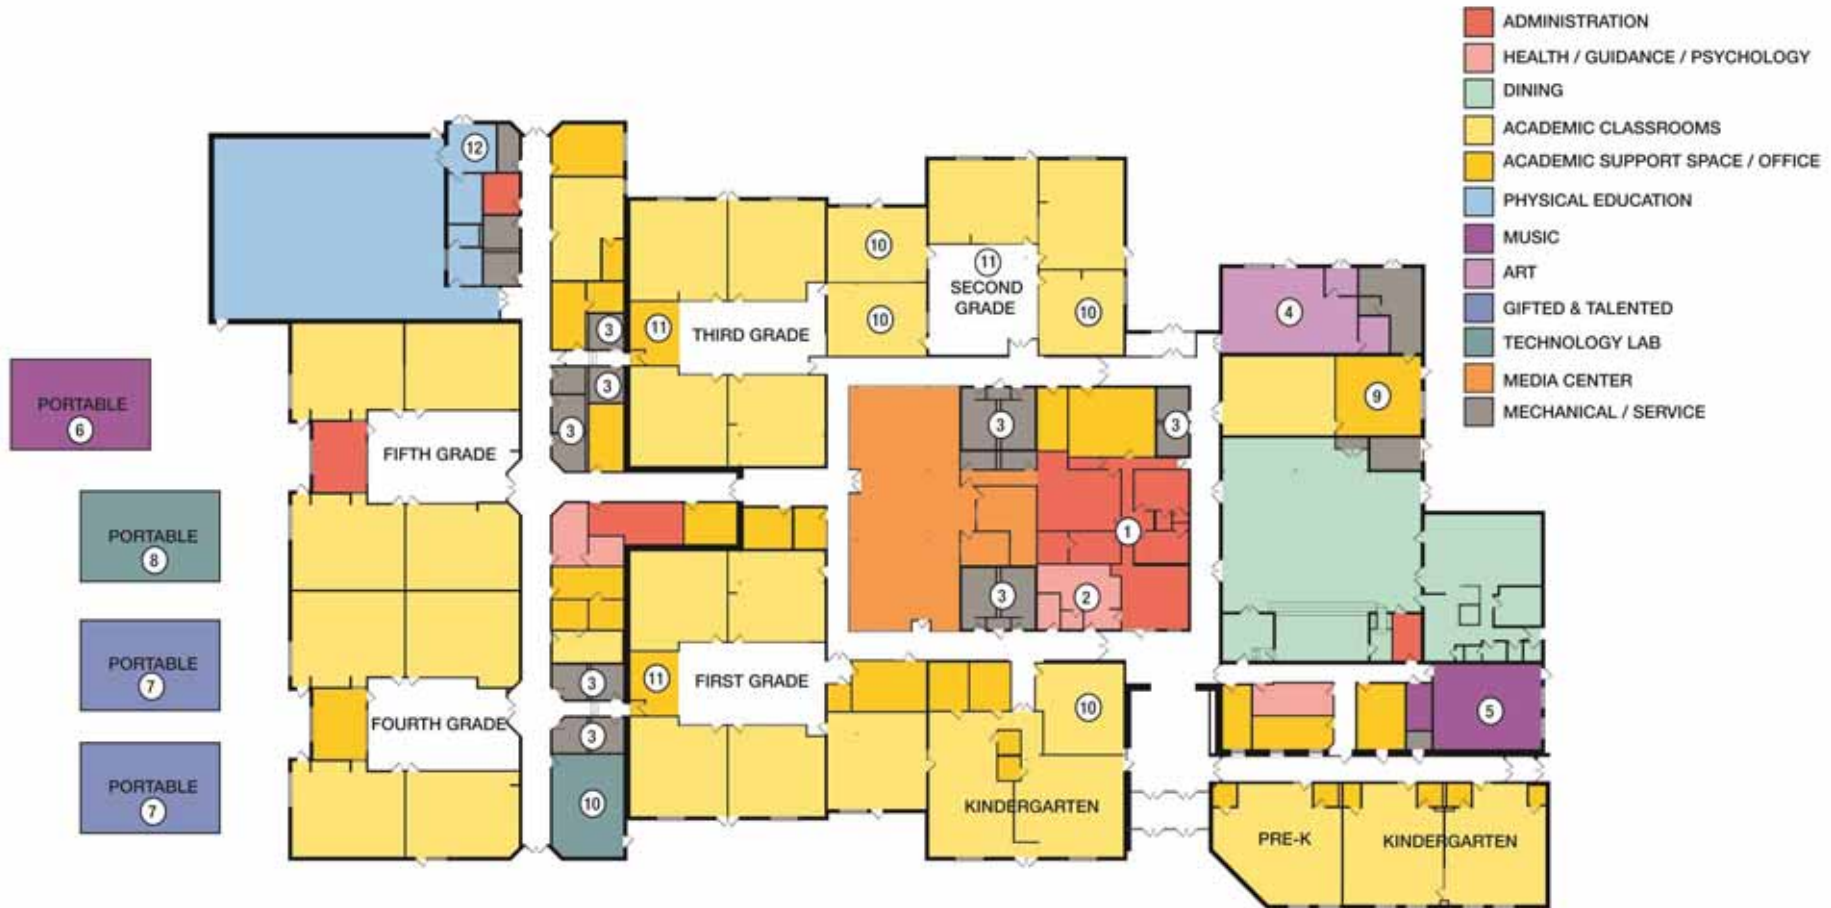 ADMINISTRATION
HEALTH / GUIDANCE / PSYCHOLOGY
DINING
ACADEMIC CLASSROOMS
ACADEMIC SUPPORT SPACE / OFFICE
PHYSICAL EDUCATION
MUSIC
ART
GIFTED & TALENTED
TECHNOLOGY LAB
MEDIA CENTER
MECHANICAL / SERVICE
12
10
11
SECOND
GRADE
10
10
4
3
11
THIRD GRADE
3
3
9
PORTABLE
6
FIFTH GRADE
3
3
3
1
PORTABLE
8
3
2
PORTABLE
7
3
11
FIRST GRADE
10
5
FOURTH GRADE
3
PORTABLE
7
10
KINDERGARTEN
PRE-K
KINDERGARTEN